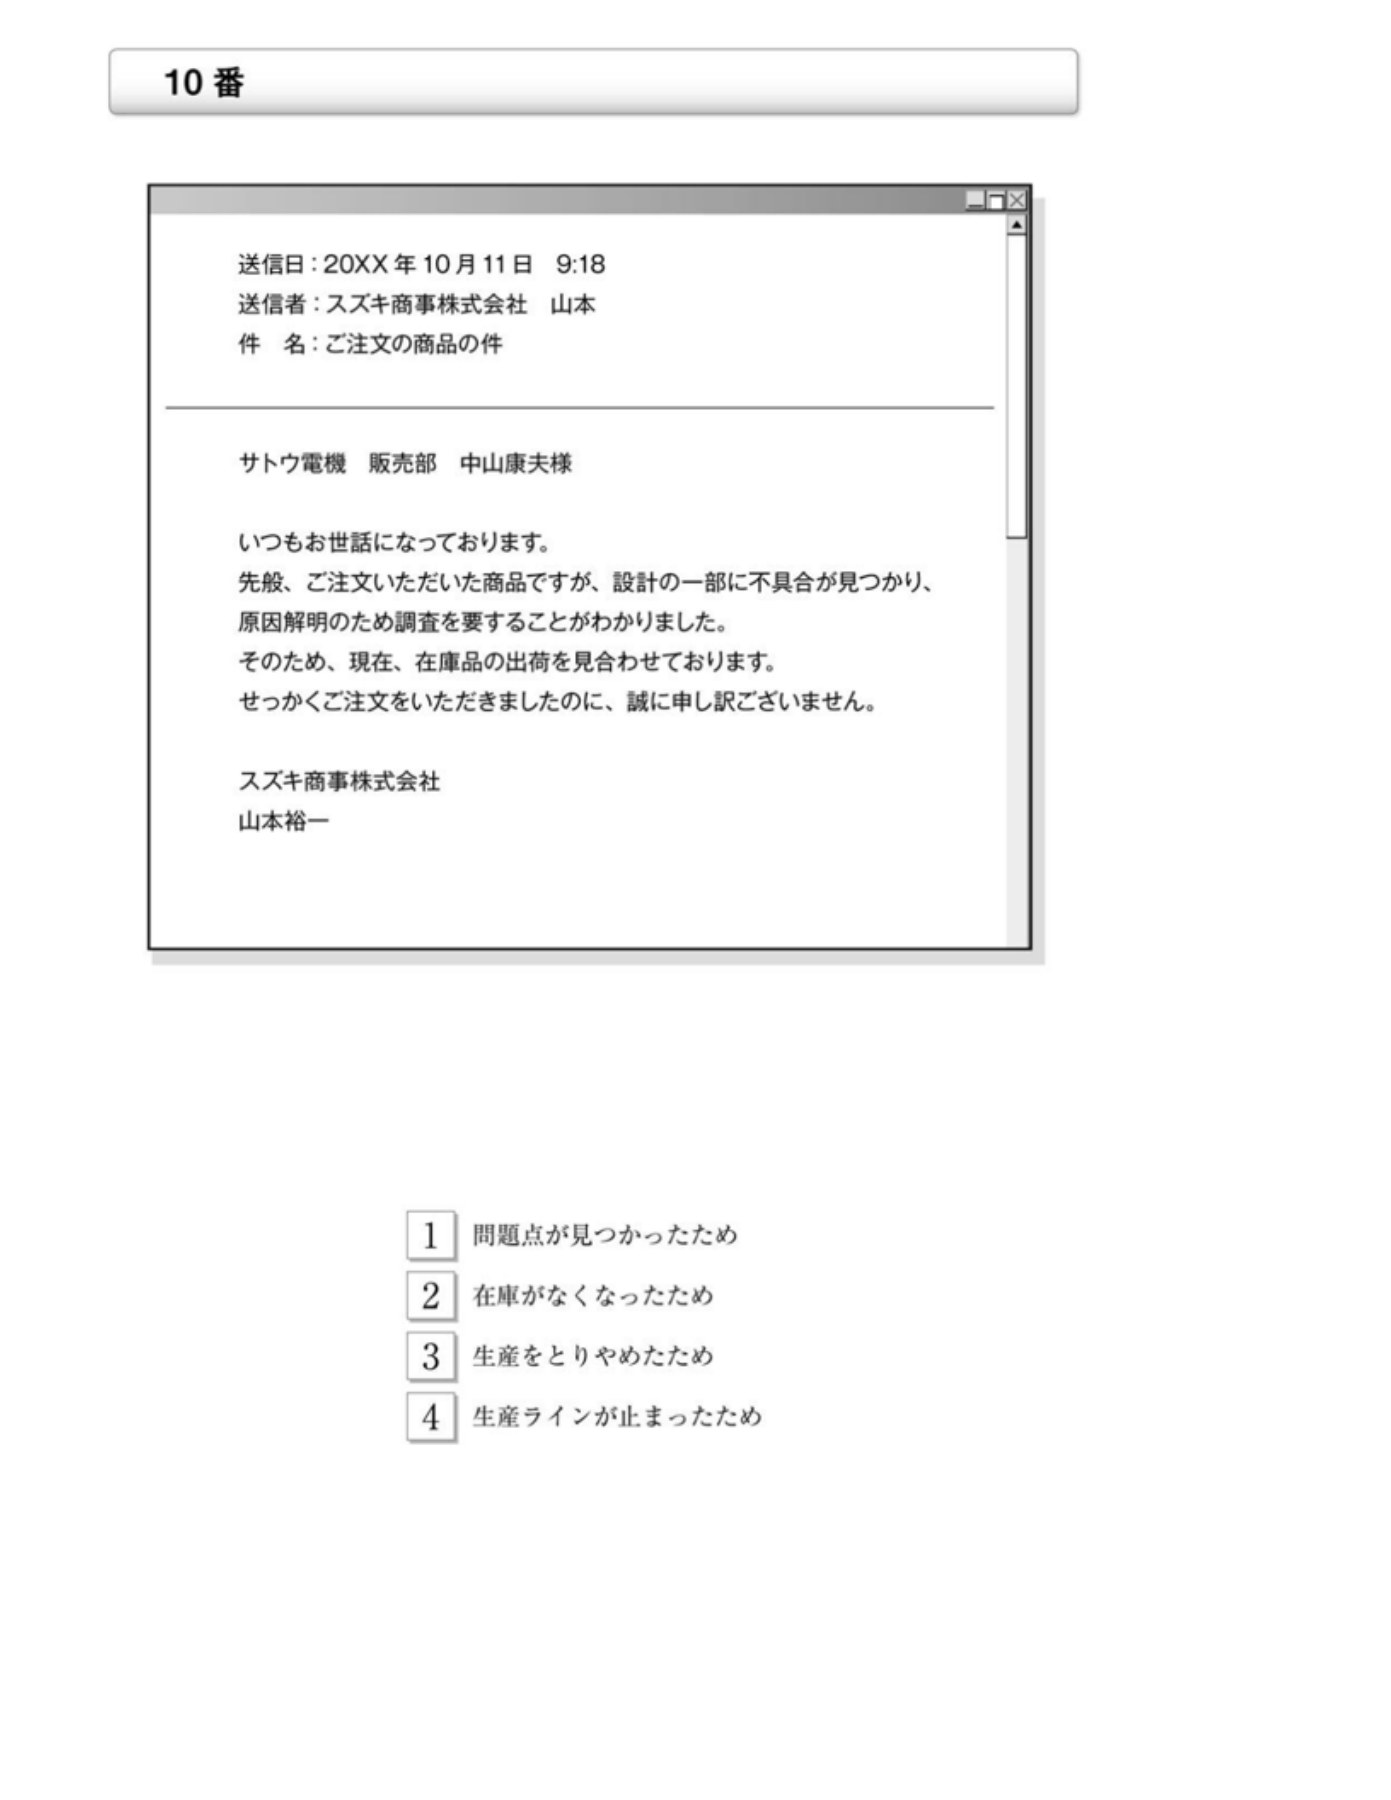 10 番
送信日：20XX 年 10 月 11 日　9:18
送信者：スズキ商事株式会社　山本
件　名：ご注文の商品の件
サトウ電機　販売部　中山康夫様
いつもお世話になっております。
先般、ご注文いただいた商品ですが、設計の一部に不具合が見つかり、
原因解明のため調査を要することがわかりました。
そのため、現在、在庫品の出荷を見合わせております。
せっかくご注文をいただきましたのに、誠に申し訳ございません。
スズキ商事株式会社
山本裕一
1 問題点が見つかったため
2 在庫がなくなったため
3 生産をとりやめたため
4 生産ラインが止まったため